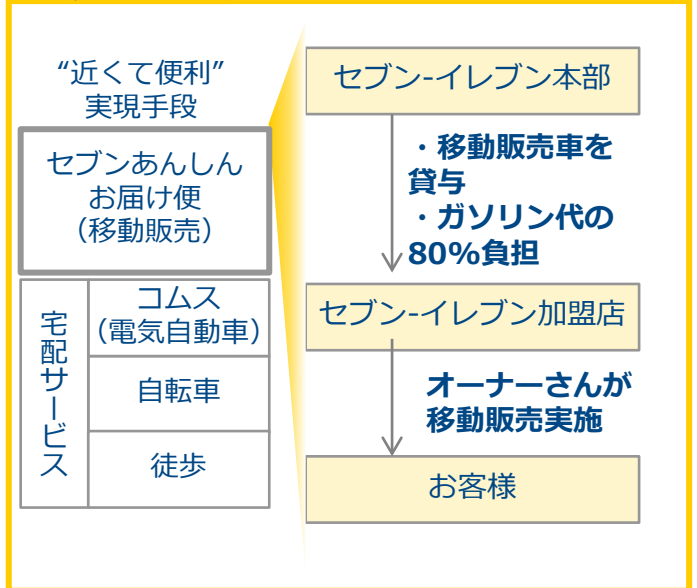 “近くて便利”
実現手段
セブンあんしん
お届け便
（移動販売）
宅配サービス
コムス
（電気自動車）
自転車
徒歩
セブン-イレブン本部
・移動販売車を
貸与
・ガソリン代の
80%負担
セブン-イレブン加盟店
オーナーさんが
移動販売実施
お客様